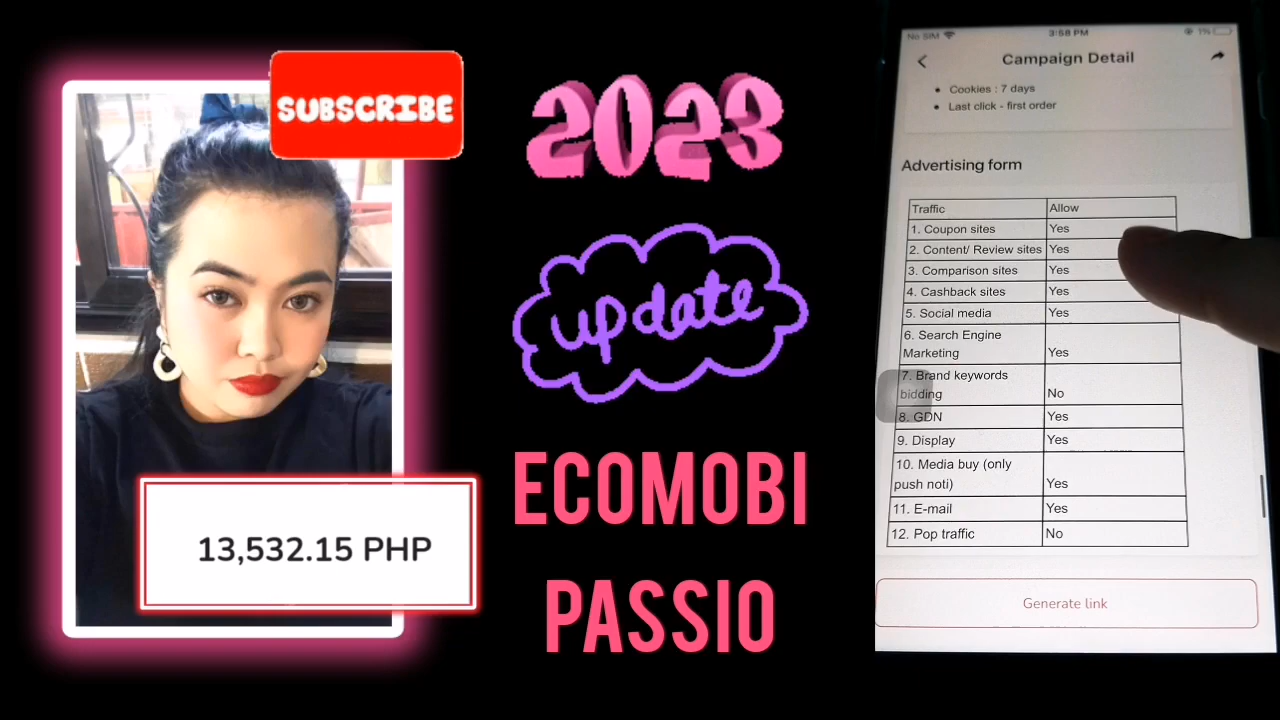 SUBSCRIBE
13,532.15 PHP
2023
update
ECOMOBI
PASSIO
No SIM 3:58 PM 1%
Campaign Detail
Cookies : 7 days
Last click - first order
Advertising form
Traffic Allow
1. Coupon sites Yes
2. Content/ Review sites Yes
3. Comparison sites Yes
4. Cashback sites Yes
5. Social media Yes
6. Search Engine
Marketing Yes
7. Brand keywords
bidding No
8. GDN Yes
9. Display Yes
10. Media buy (only
push noti) Yes
11. E-mail Yes
12. Pop traffic No
Generate link